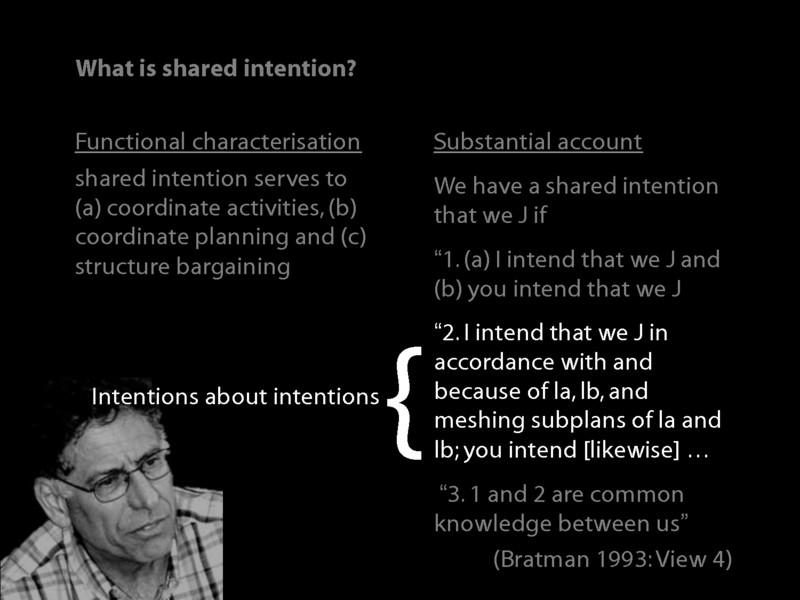 What is shared intention?
Functional characterisation
shared intention serves to
(a) coordinate activities, (b)
coordinate planning and (c)
structure bargaining
Substantial account
We have a shared intention
that we J if
“1. (a) I intend that we J and
(b) you intend that we J
Intentions about intentions {
“2. I intend that we J in
accordance with and
because of la, lb, and
meshing subplans of la and
lb; you intend [likewise] …
“3. 1 and 2 are common
knowledge between us”
(Bratman 1993: View 4)